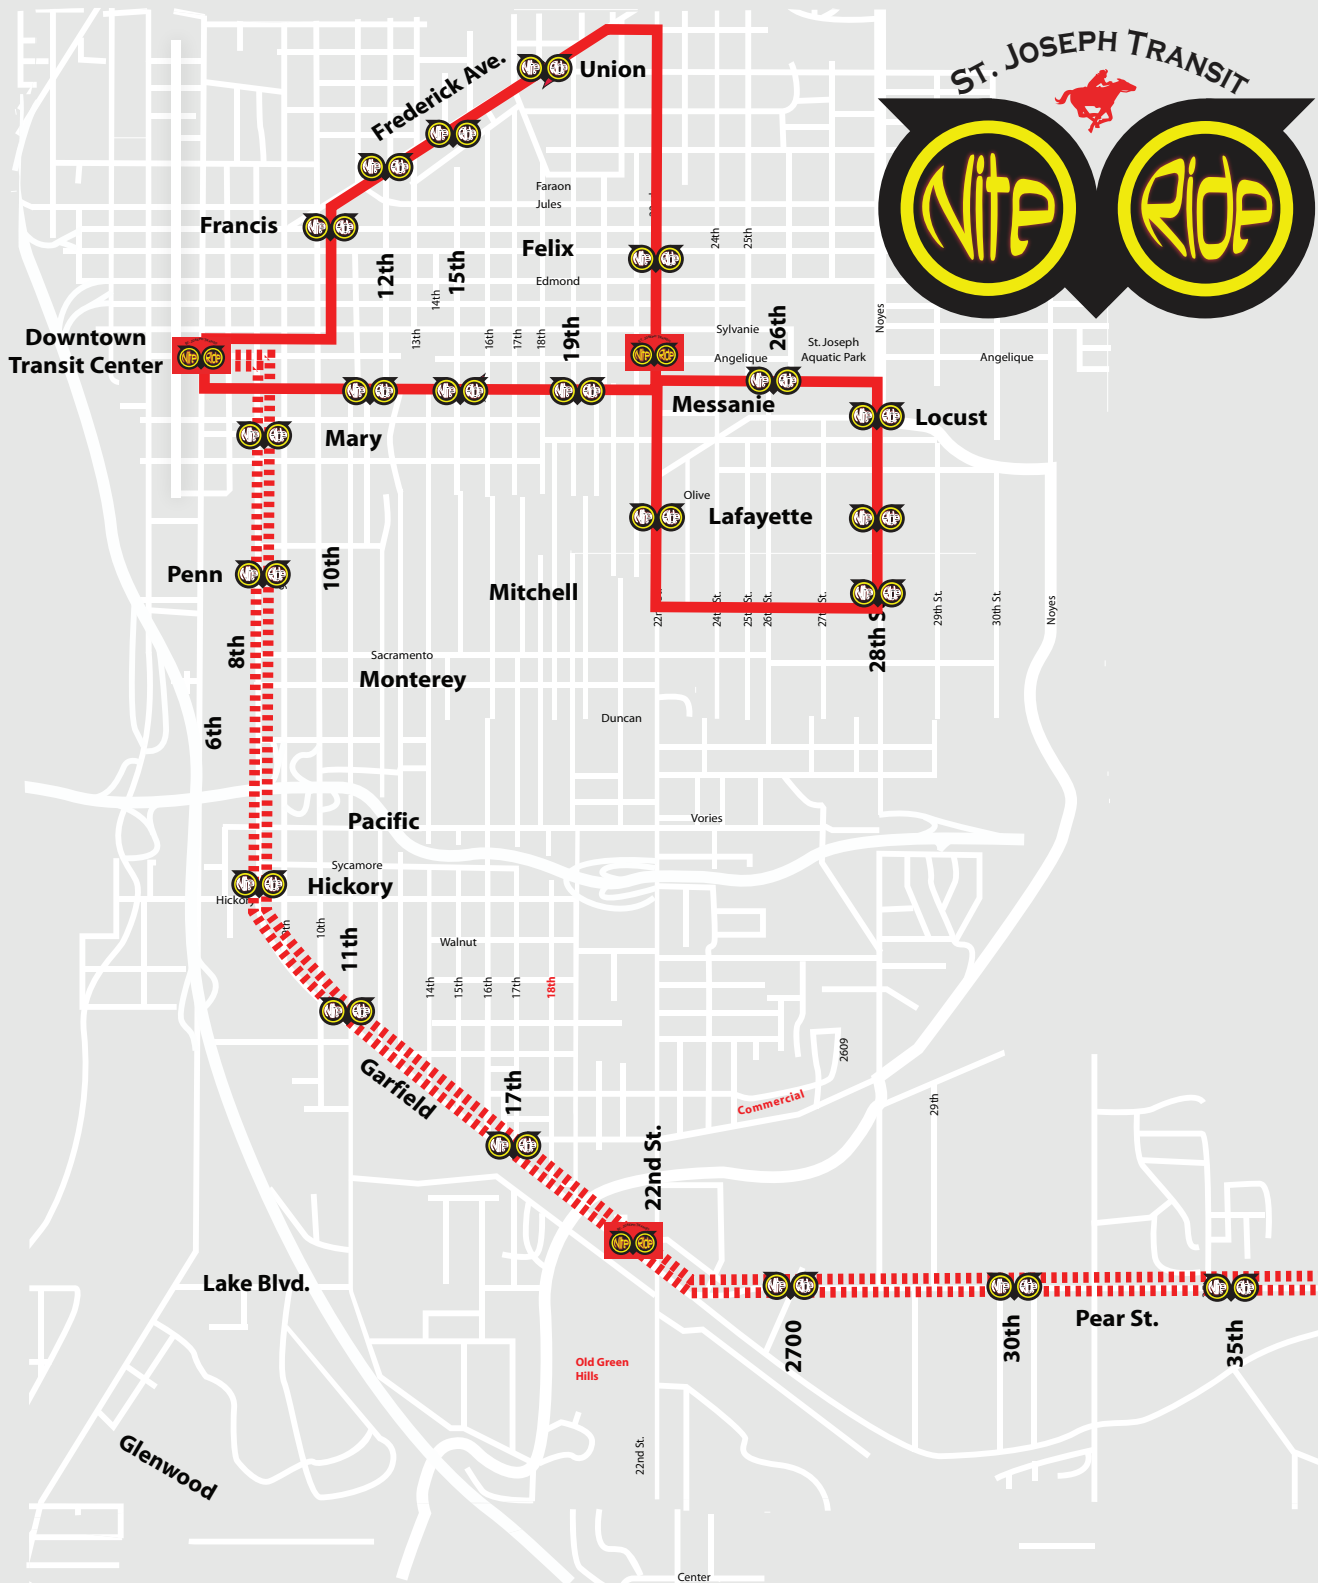 ST. JOSEPH TRANSIT
Nite Ride
Frederick Ave.
Union
Faraon
Jules
Francis
Felix
24th
25th
12th
15th
14th
Edmond
Downtown
Transit Center
13th
16th
17th
18th
19th
Sylvanie
26th
Noyes
Angelique
St. Joseph
Aquatic Park
Angelique
Messanie
Locust
Mary
Olive
Lafayette
Penn
10th
Mitchell
24th St.
25th St.
26th St.
27th St.
28th S
29th St.
30th St.
Noyes
8th
Sacramento
Monterey
6th
Duncan
Pacific
Vories
Sycamore
Hickory
Hickory
9th
10th
11th
Walnut
14th
15th
16th
17th
18th
2609
Garfield
17th
Commercial
29th
22nd St.
Lake Blvd.
2700
30th
Pear St.
35th
Old Green
Hills
22nd St.
Glenwood
Center